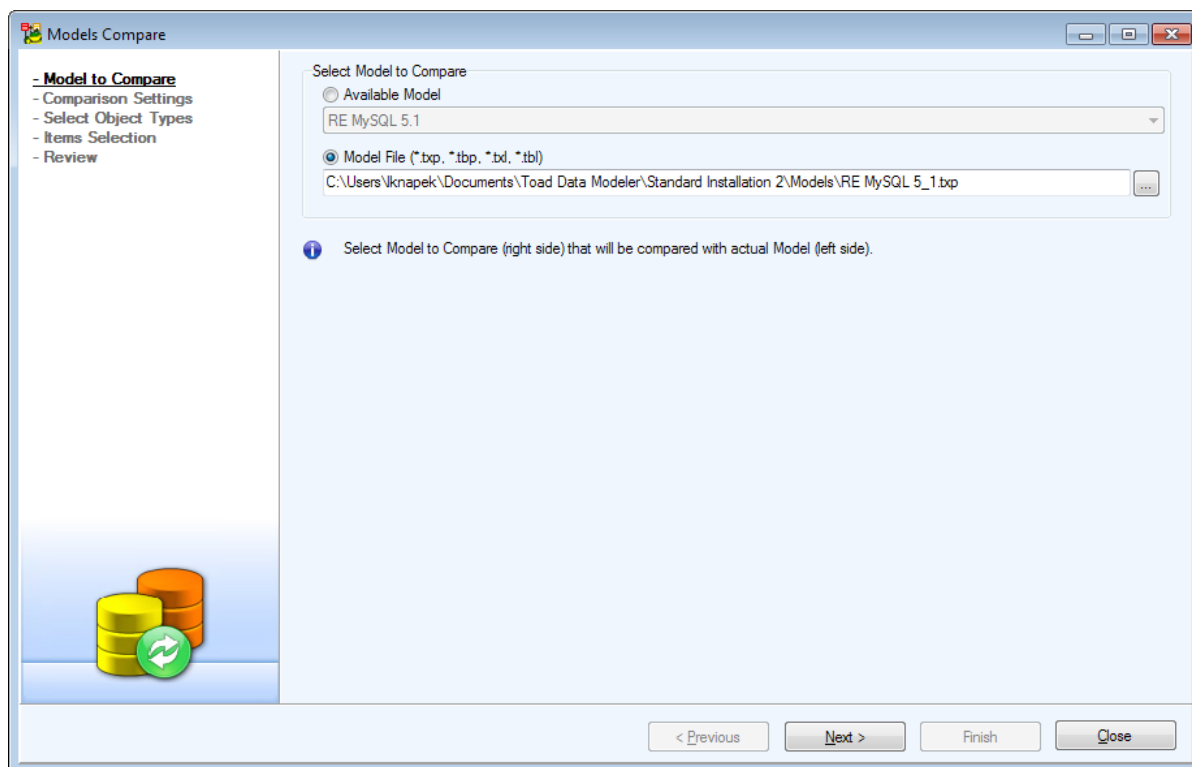 Models Compare
- Model to Compare
- Comparison Settings
- Select Object Types
- Items Selection
- Review
Select Model to Compare
Available Model
RE MySQL 5.1
Model File (*.txp, *.tbp, *.txl, *.tbl)
C:\Users\lknapek\Documents\Toad Data Modeler\Standard Installation 2\Models\RE MySQL 5_1.txp
...
Select Model to Compare (right side) that will be compared with actual Model (left side).
< Previous
Next >
Finish
Close